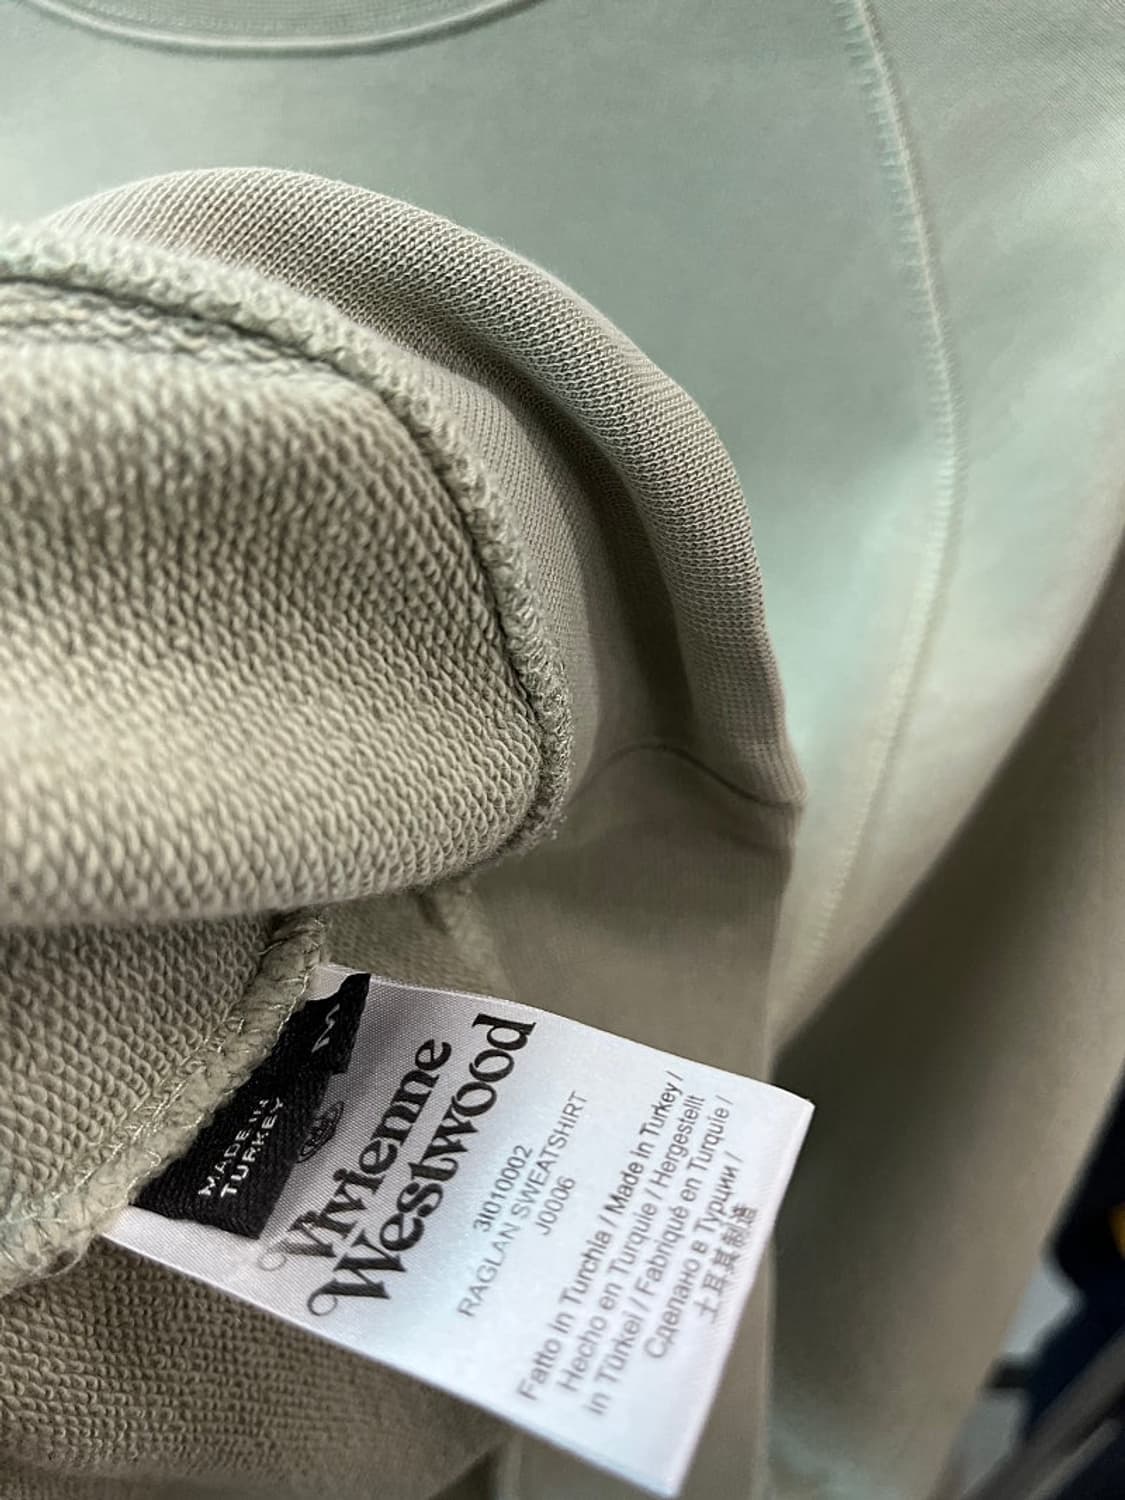 M
MADE IN
TURKEY
Vivienne
Westwood
3I010002
RAGLAN SWEATSHIRT
J0006
Fatto in Turchia / Made in Turkey /
Hecho en Turquie / Hergestellt
in Türkei / Fabriqué en Turquie /
Сделано в Турции /
土耳其制造